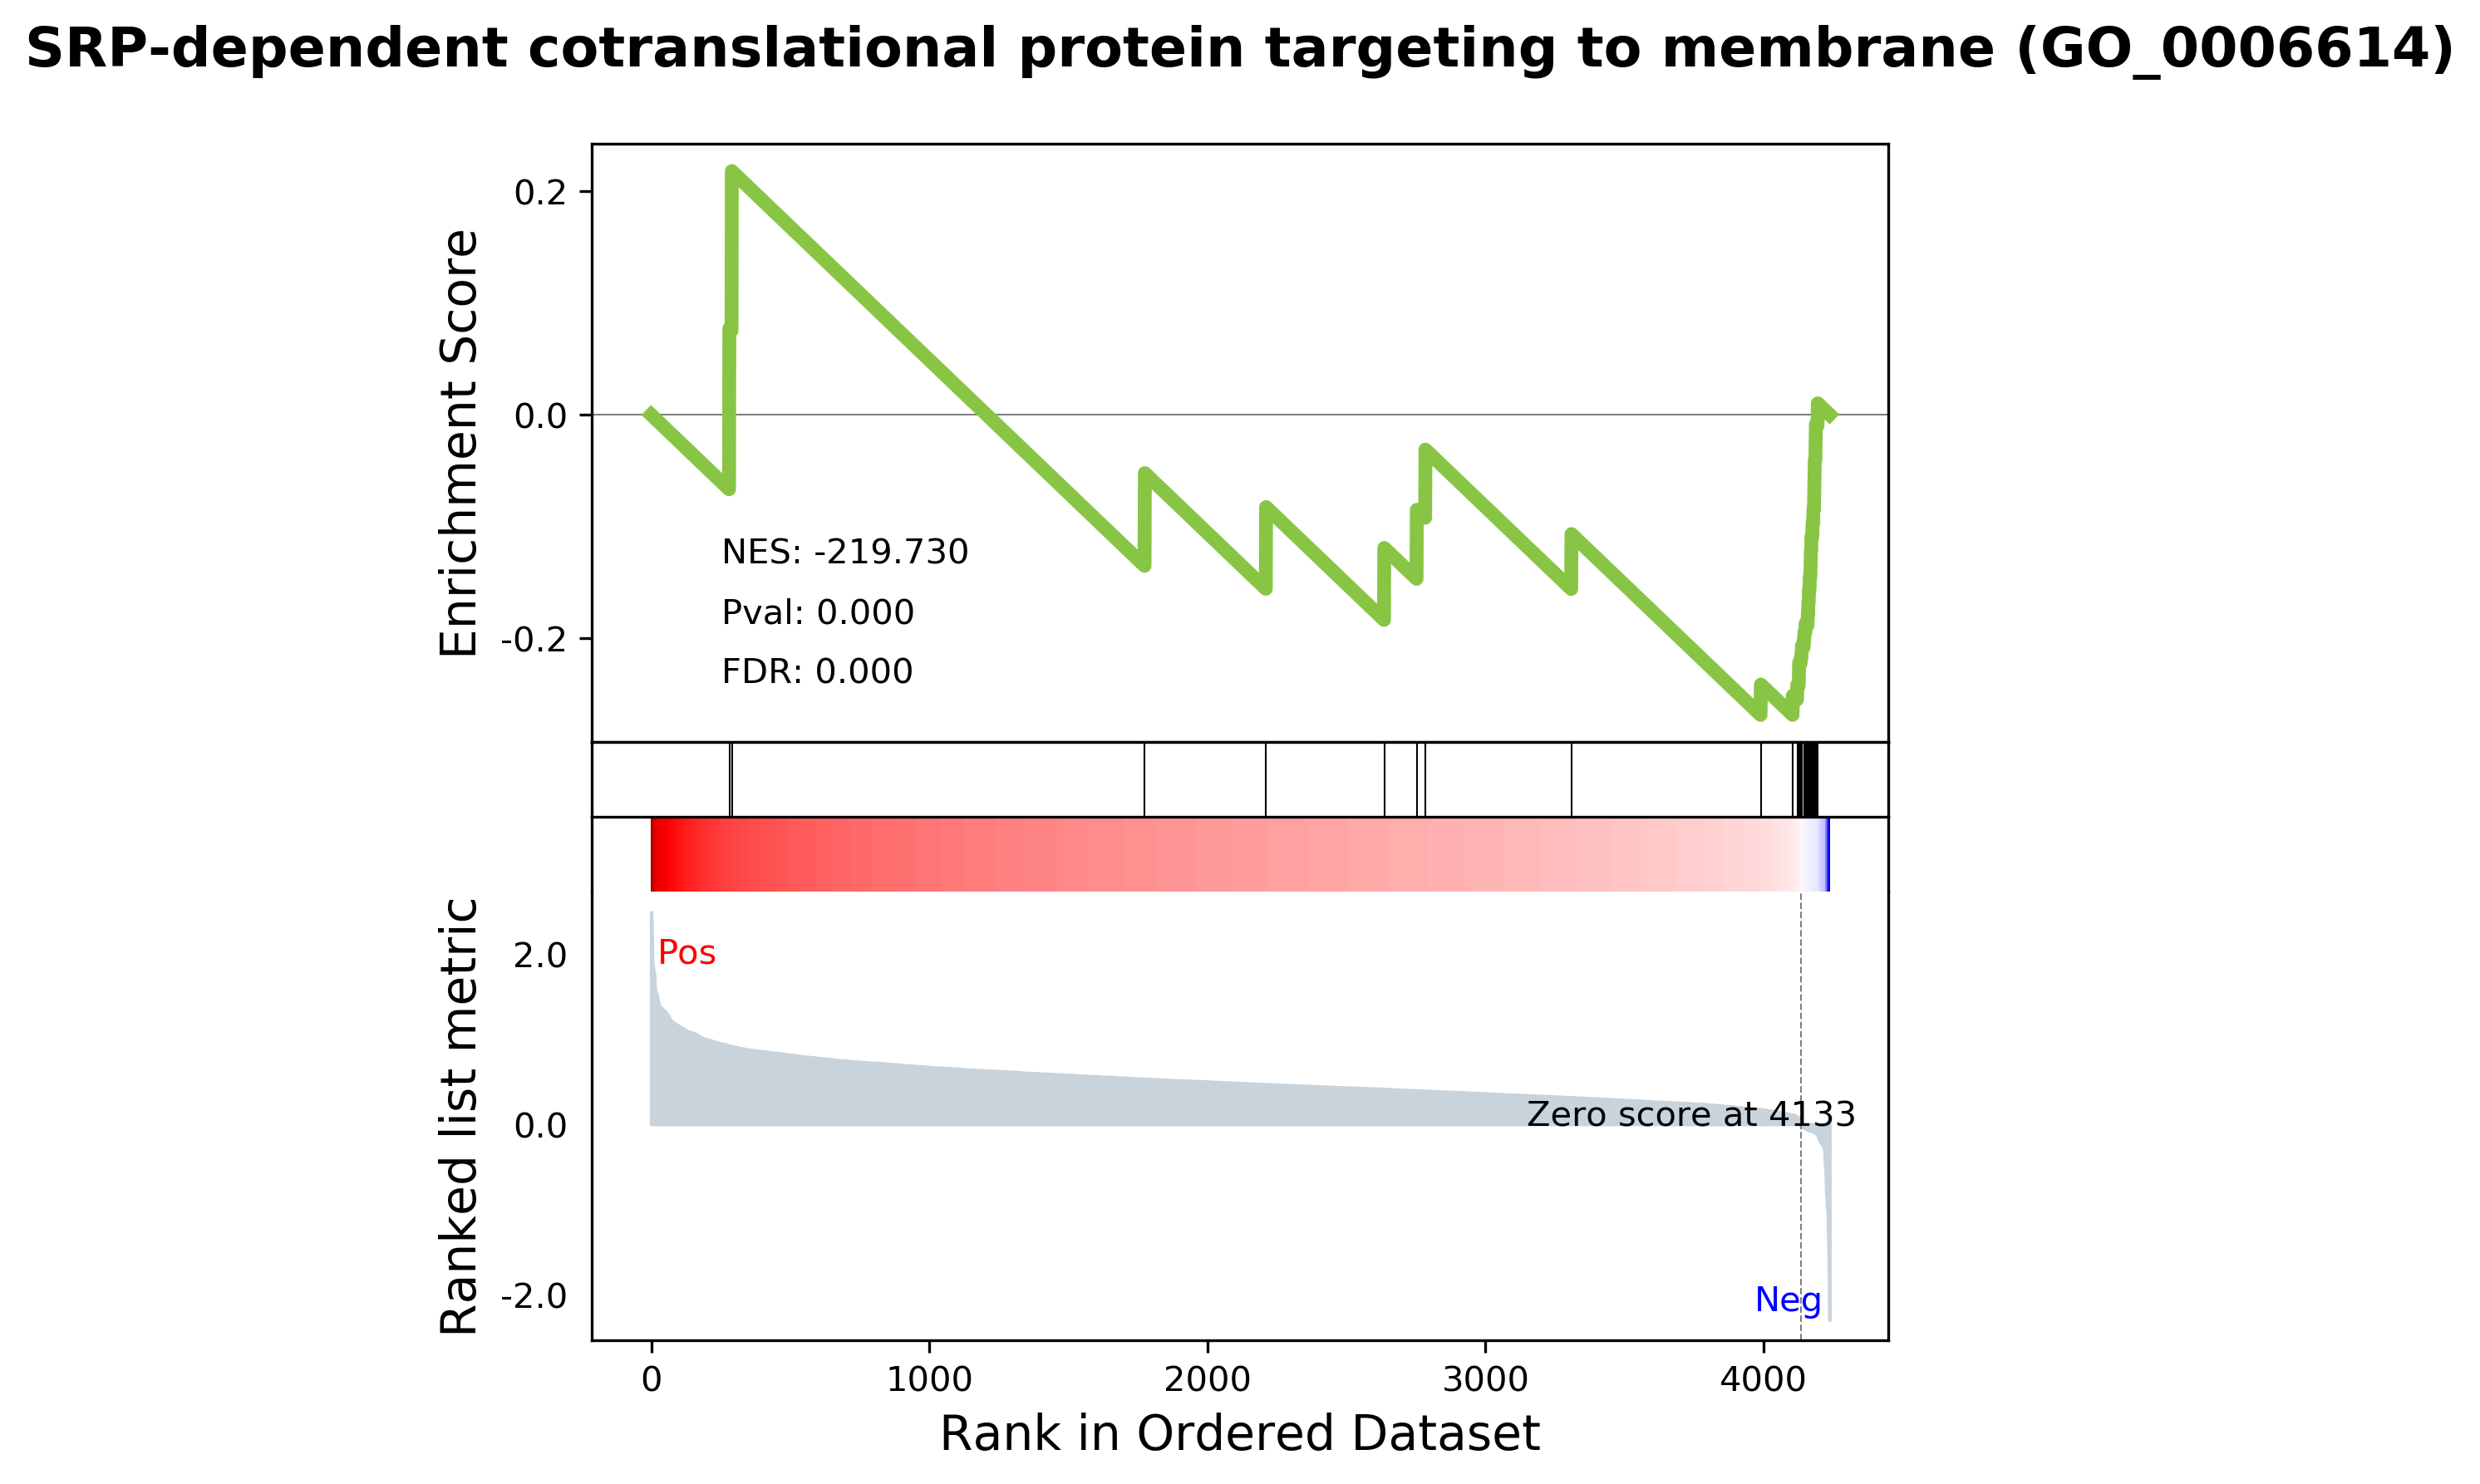 SRP-dependent cotranslational protein targeting to membrane (GO_0006614)
Enrichment Score
0.2
0.0
-0.2
NES: -219.730
Pval: 0.000
FDR: 0.000
Ranked list metric
2.0
0.0
-2.0
Pos
Zero score at 4133
Neg
0 1000 2000 3000 4000
Rank in Ordered Dataset